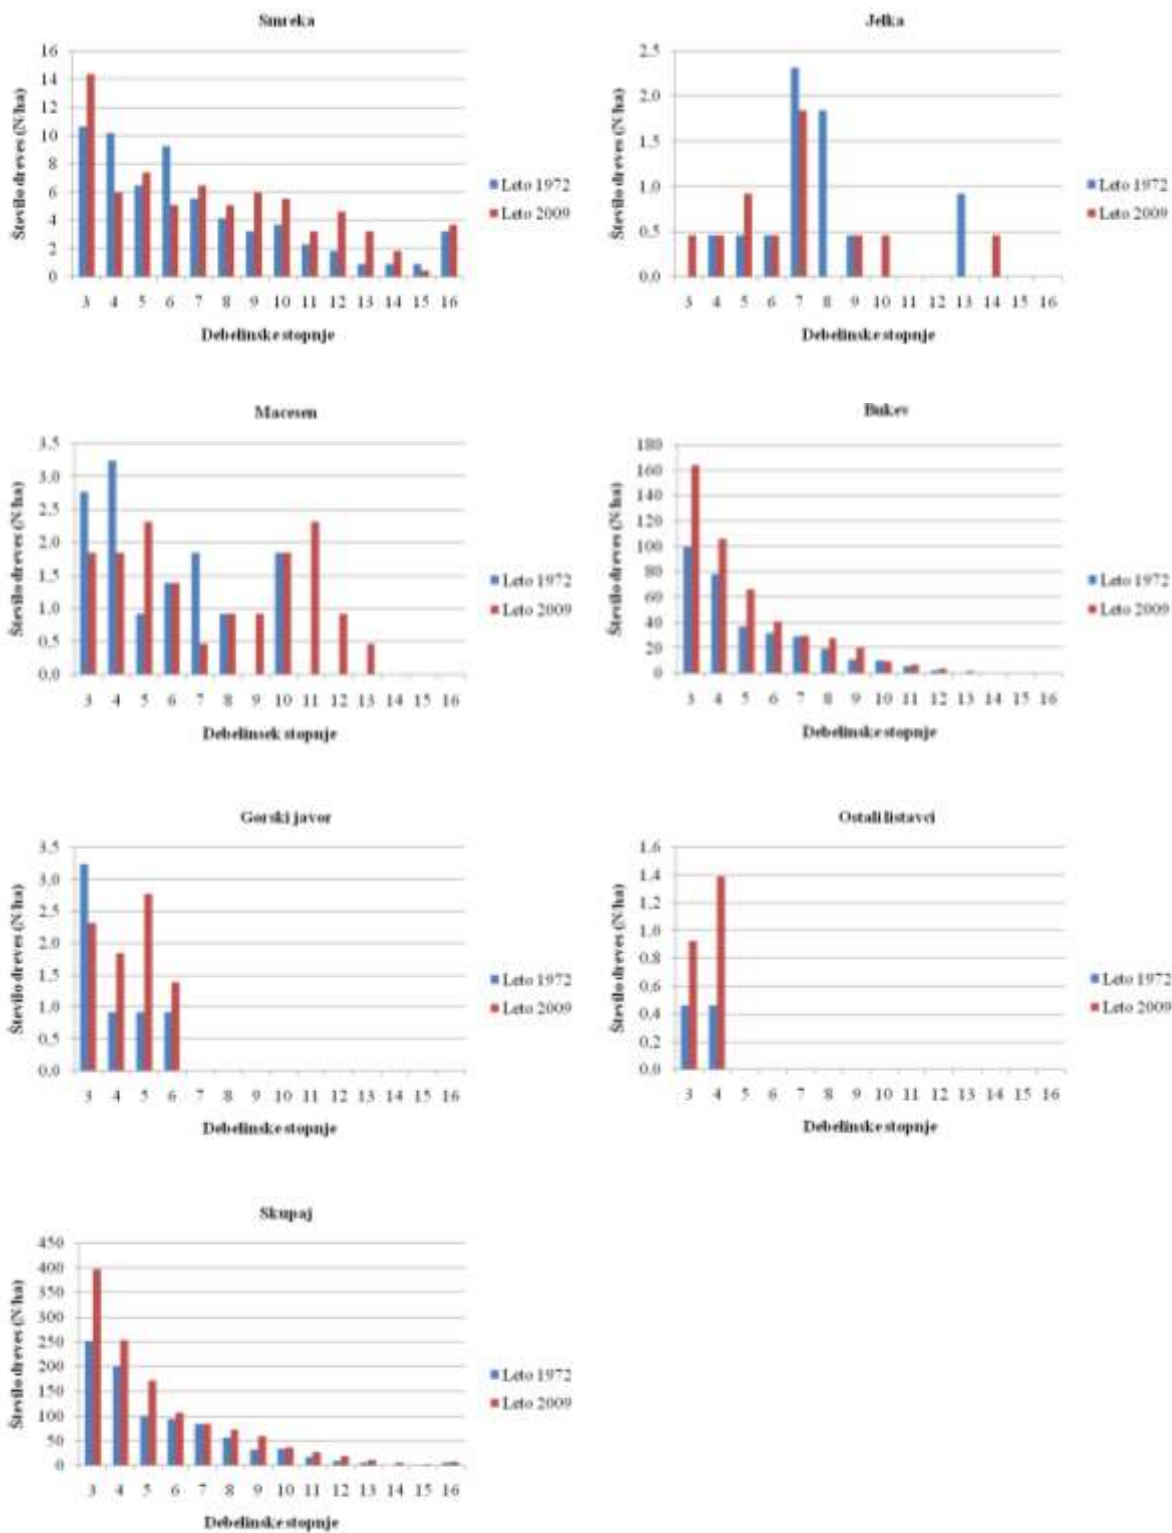 Smreka
Število dreves (N/ha)
16
14
12
10
8
6
4
2
0
3 4 5 6 7 8 9 10 11 12 13 14 15 16
Debelinske stopnje
Leto 1972
Leto 2009
Jelka
Število dreves (N/ha)
2.5
2.0
1.5
1.0
0.5
0.0
3 4 5 6 7 8 9 10 11 12 13 14 15 16
Debelinske stopnje
Leto 1972
Leto 2009
Macesen
Število dreves (N/ha)
3.5
3.0
2.5
2.0
1.5
1.0
0.5
0.0
3 4 5 6 7 8 9 10 11 12 13 14 15 16
Debelinsek stopnje
Leto 1972
Leto 2009
Bukev
Število dreves (N/ha)
180
160
140
120
100
80
60
40
20
0
3 4 5 6 7 8 9 10 11 12 13 14 15 16
Debelinske stopnje
Leto 1972
Leto 2009
Gorski javor
Število dreves (N/ha)
3.5
3.0
2.5
2.0
1.5
1.0
0.5
0.0
3 4 5 6 7 8 9 10 11 12 13 14 15 16
Debelinske stopnje
Leto 1972
Leto 2009
Ostali listavci
Število dreves (N/ha)
1.6
1.4
1.2
1.0
0.8
0.6
0.4
0.2
0.0
3 4 5 6 7 8 9 10 11 12 13 14 15 16
Debelinske stopnje
Leto 1972
Leto 2009
Skupaj
Število dreves (N/ha)
450
400
350
300
250
200
150
100
50
0
3 4 5 6 7 8 9 10 11 12 13 14 15 16
Debelinske stopnje
Leto 1972
Leto 2009